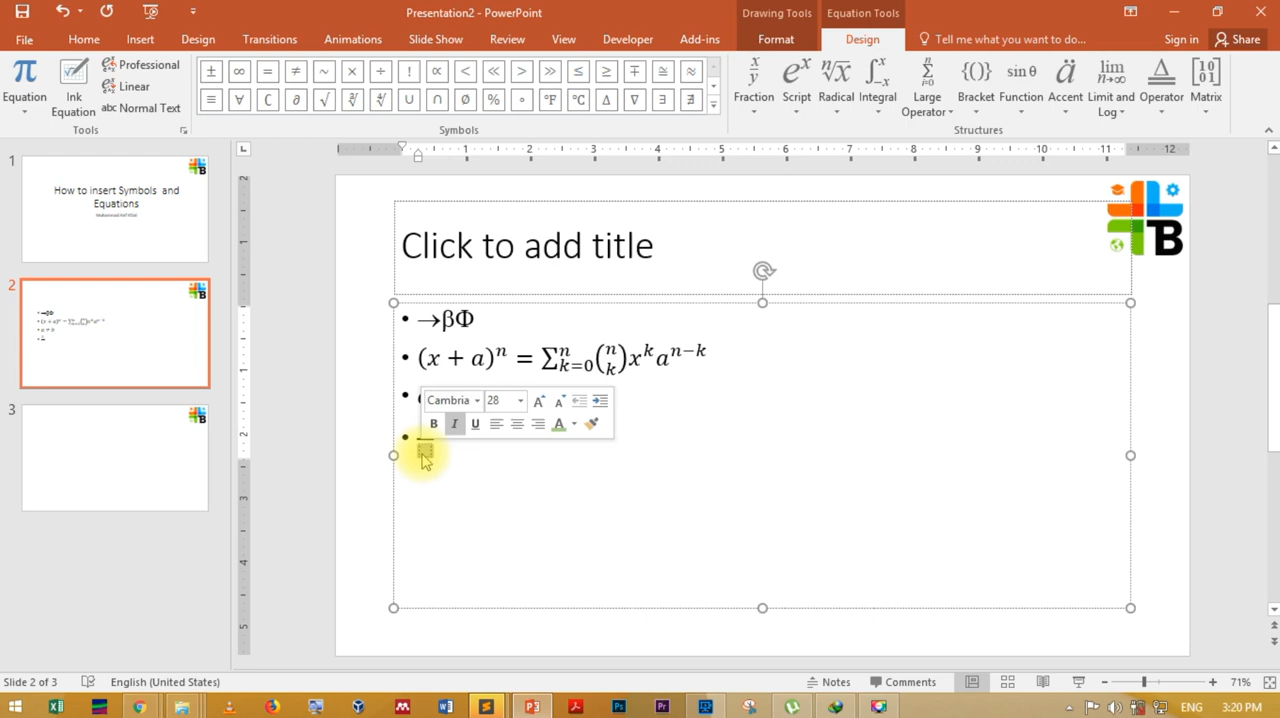 Presentation2 - PowerPoint
Drawing Tools
Equation Tools
File
Home
Insert
Design
Transitions
Animations
Slide Show
Review
View
Developer
Add-ins
Format
Design
Tell me what you want to do...
Sign in
Share
Equation
Ink Equation
Professional
Linear
abc Normal Text
Tools
± ∞ = ≠ ~ × ÷ ! ∝ < ≪ > ≫ ≤ ≥ ∓ ≅ ≈
≡ ∀ ∁ ∂ √ ∛ ∜ ∪ ∩ ∅ % ° °F °C ∆ ∇ ∃ ∄
Symbols
Fraction
Script
Radical
Integral
Large Operator
Bracket
Function
Accent
Limit and Log
Operator
Matrix
Structures
1
How to insert Symbols and
Equations
2
3
Click to add title
B
• →βΦ
• (x + a)ⁿ = ∑ⁿₖ₌₀ (n k) xᵏaⁿ⁻ᵏ
Cambria
28
B I U
Slide 2 of 3
English (United States)
Notes
Comments
71%
ENG
3:20 PM